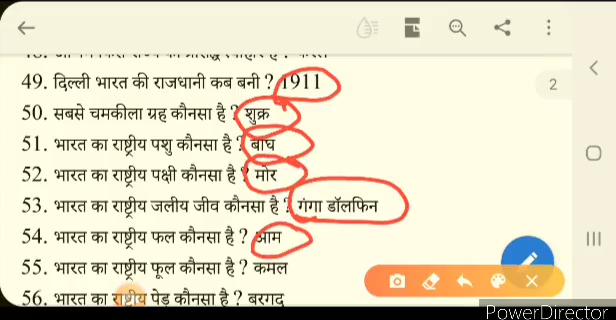 49. दिल्ली भारत की राजधानी कब बनी ? 1911
2
50. सबसे चमकीला ग्रह कौनसा है ? शुक्र
51. भारत का राष्ट्रीय पशु कौनसा है ? बाघ
52. भारत का राष्ट्रीय पक्षी कौनसा है ? मोर
53. भारत का राष्ट्रीय जलीय जीव कौनसा है ? गंगा डॉलफिन
54. भारत का राष्ट्रीय फल कौनसा है ? आम
55. भारत का राष्ट्रीय फूल कौनसा है ? कमल
56. भारत का राष्ट्रीय पेड़ कौनसा है ? बरगद
PowerDirector